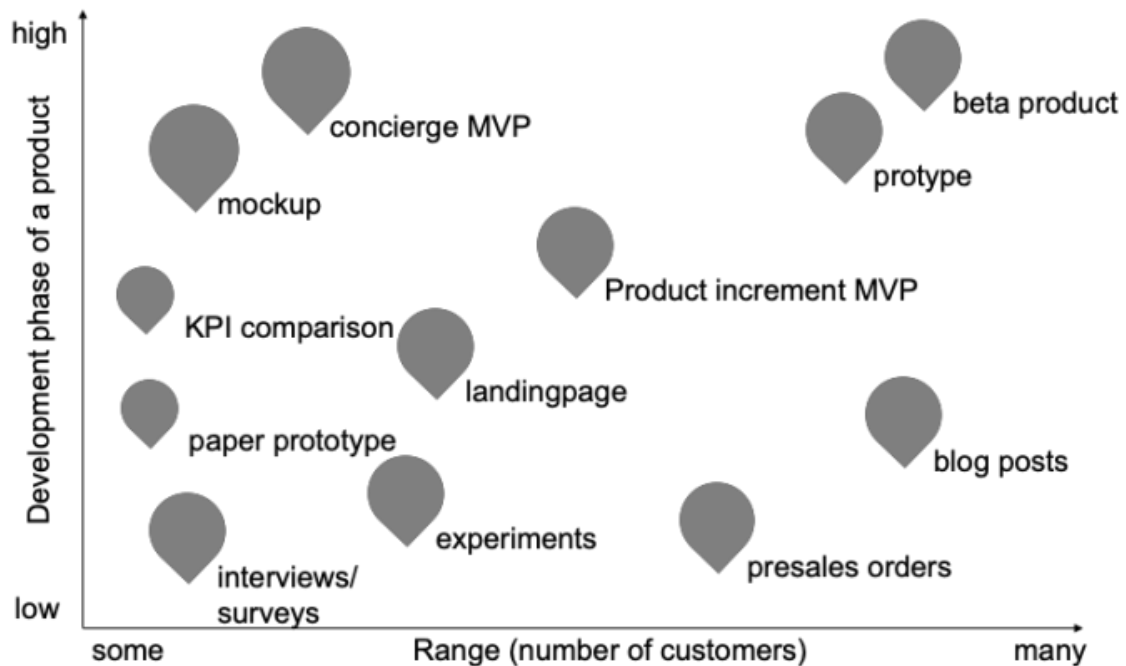 high
beta product
concierge MVP
protype
mockup
Product increment MVP
KPI comparison
landingpage
paper prototype
blog posts
experiments
presales orders
interviews/
surveys
low
some
Range (number of customers)
many
Development phase of a product